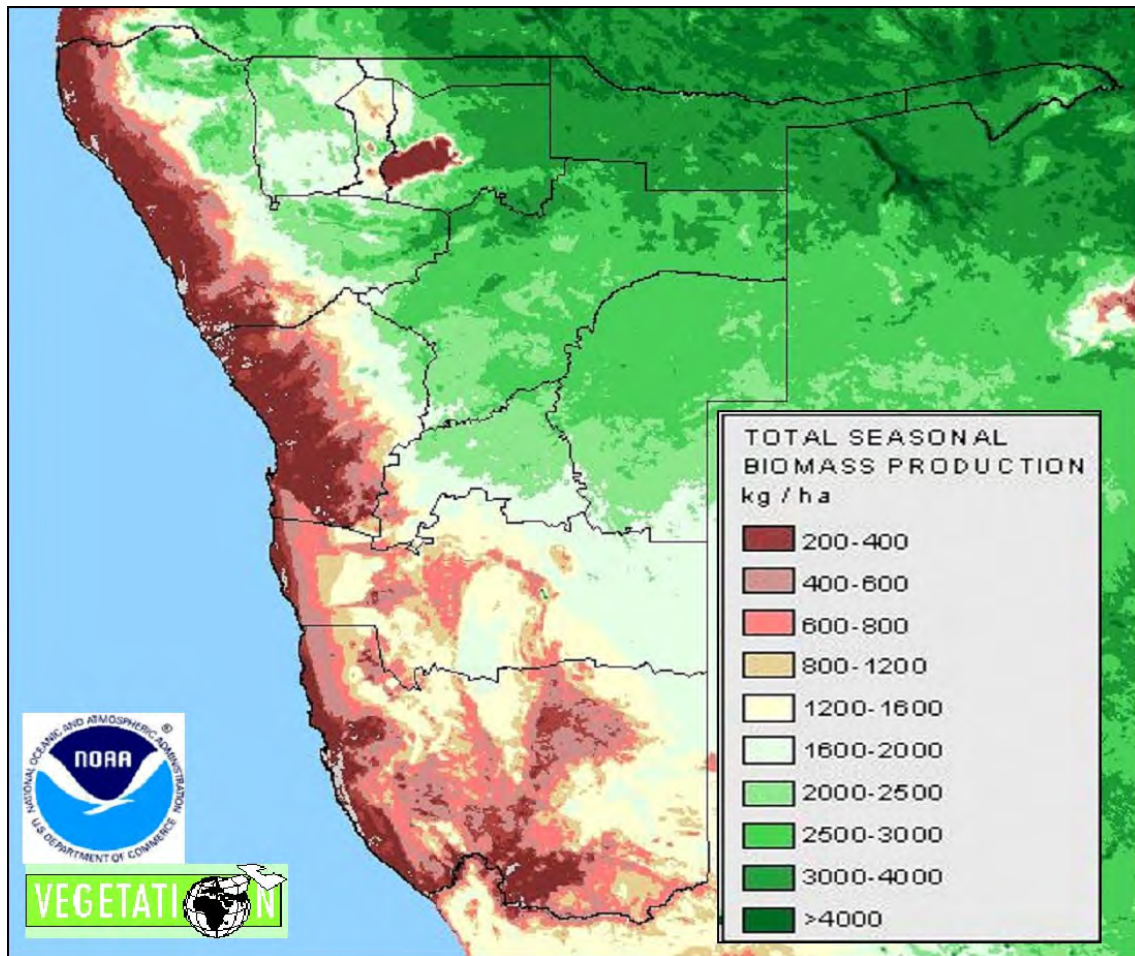 TOTAL SEASONAL
BIOMASS PRODUCTION
kg / ha
200-400
400-600
600-800
800-1200
1200-1600
1600-2000
2000-2500
2500-3000
3000-4000
>4000
NATIONAL OCEANIC AND ATMOSPHERIC ADMINISTRATION
®
NOAA
U.S. DEPARTMENT OF COMMERCE
VEGETATION